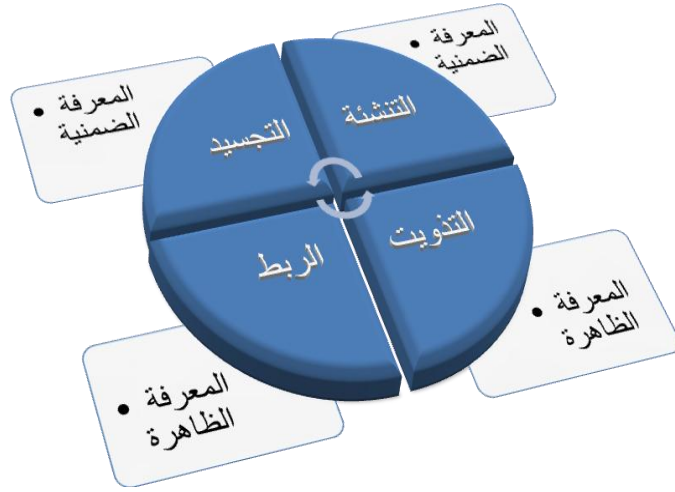 المعرفة
الضمنية
المعرفة
الضمنية
التنشئة
التجسيد
التذويت
الربط
المعرفة
الظاهرة
المعرفة
الظاهرة